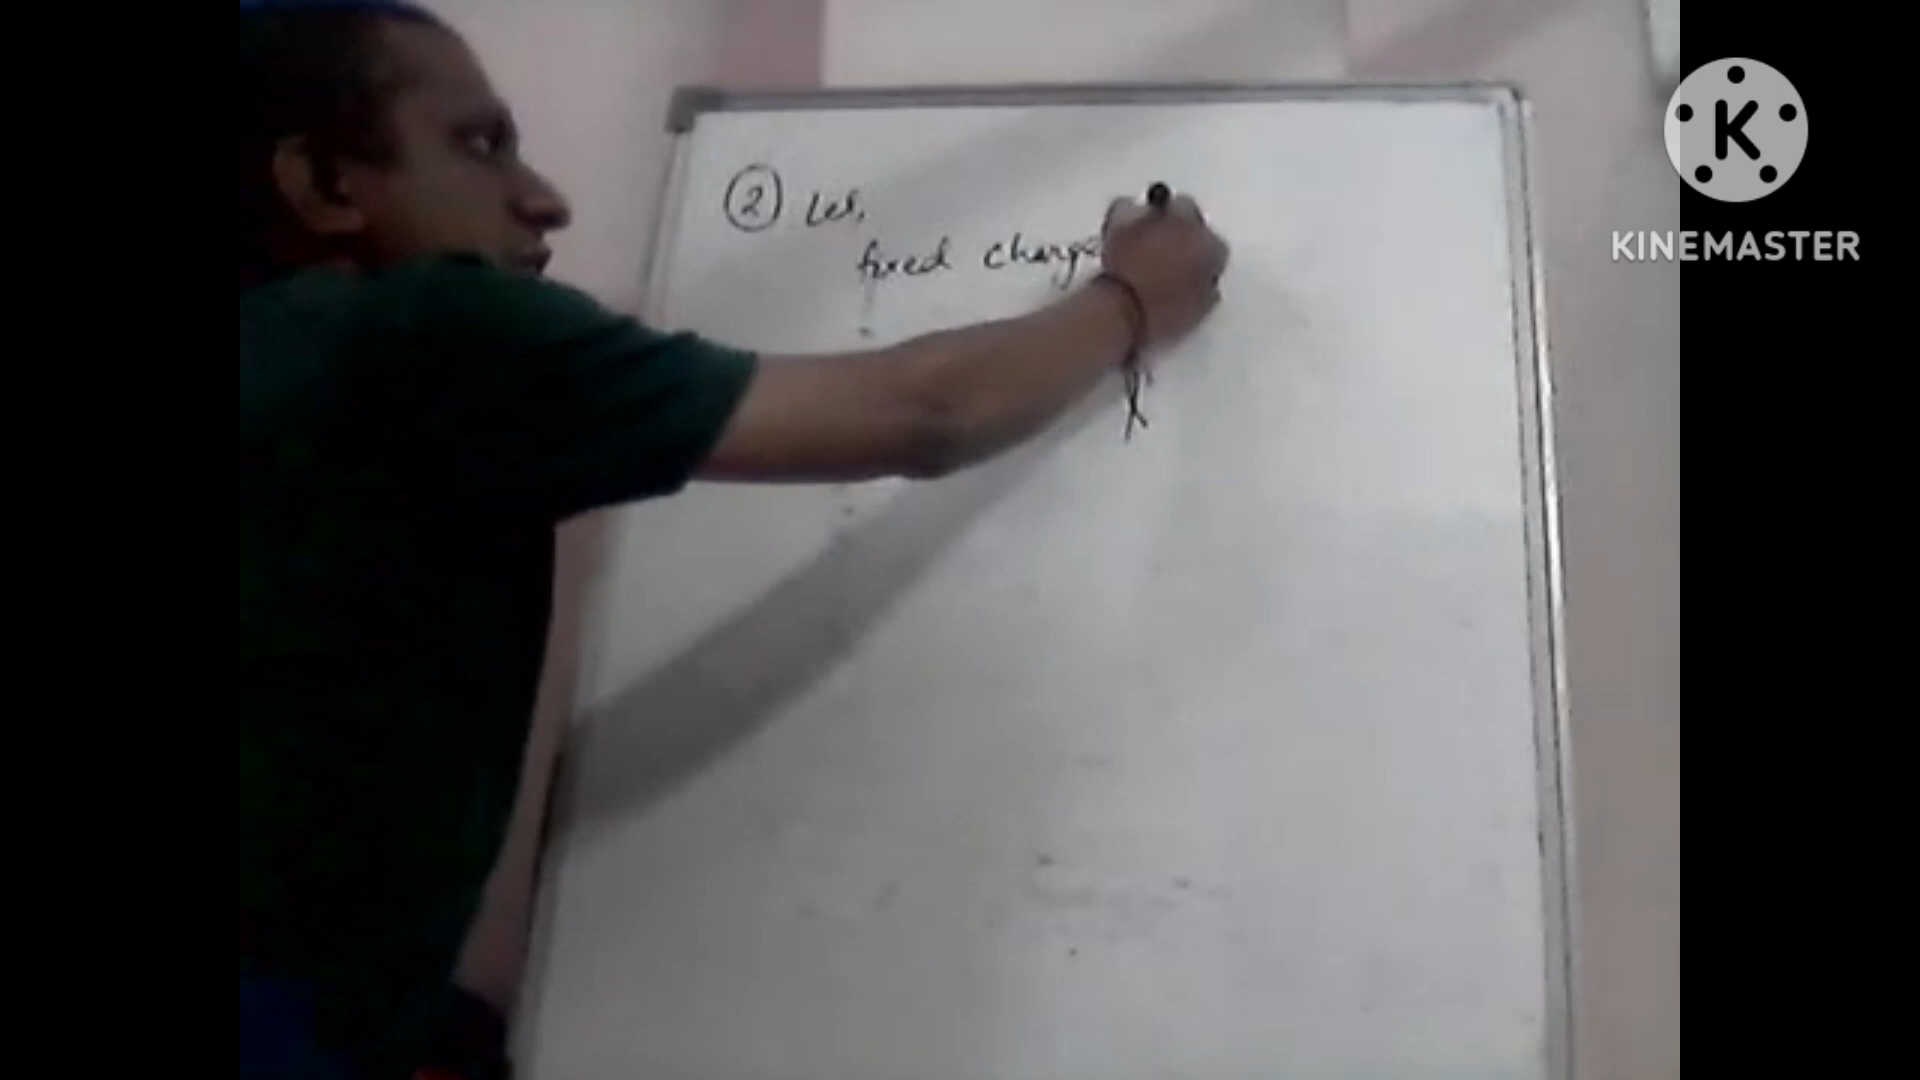 ② Let,
fixed charge
K
KINEMASTER